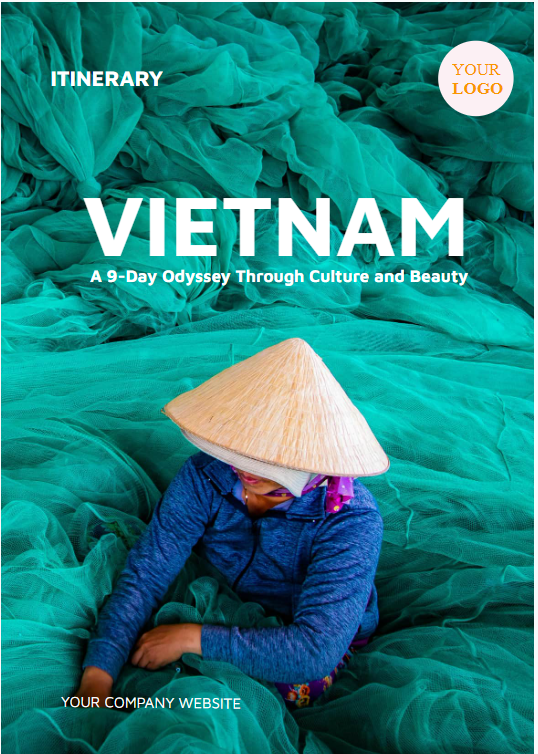 ITINERARY
YOUR
LOGO
VIETNAM
A 9-Day Odyssey Through Culture and Beauty
YOUR COMPANY WEBSITE